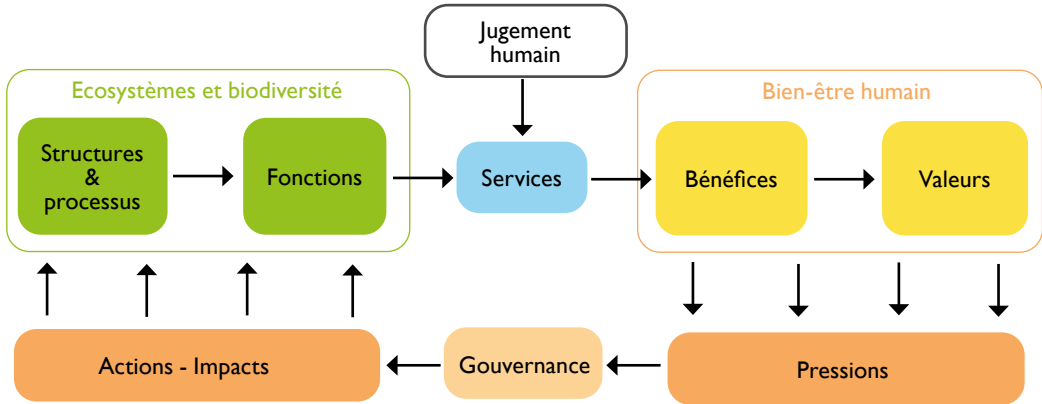 Jugement
humain
Ecosystèmes et biodiversité
Bien-être humain
Structures
&
processus
Fonctions
Services
Bénéfices
Valeurs
Actions - Impacts
Gouvernance
Pressions